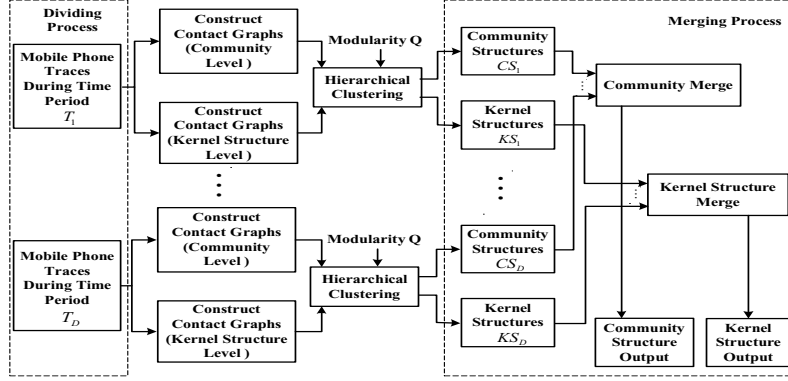 Dividing
Process
Mobile Phone
Traces
During Time
Period
T1
Construct
Contact Graphs
(Community
Level )
Construct
Contact Graphs
(Kernel Structure
Level )
Modularity Q
Hierarchical
Clustering
Merging Process
Community
Structures
CS1
Kernel
Structures
KS1
Community Merge
Kernel Structure
Merge
Mobile Phone
Traces
During Time
Period
TD
Construct
Contact Graphs
(Community
Level )
Construct
Contact Graphs
(Kernel Structure
Level )
Modularity Q
Hierarchical
Clustering
Community
Structures
CSD
Kernel
Structures
KSD
Community
Structure
Output
Kernel
Structure
Output